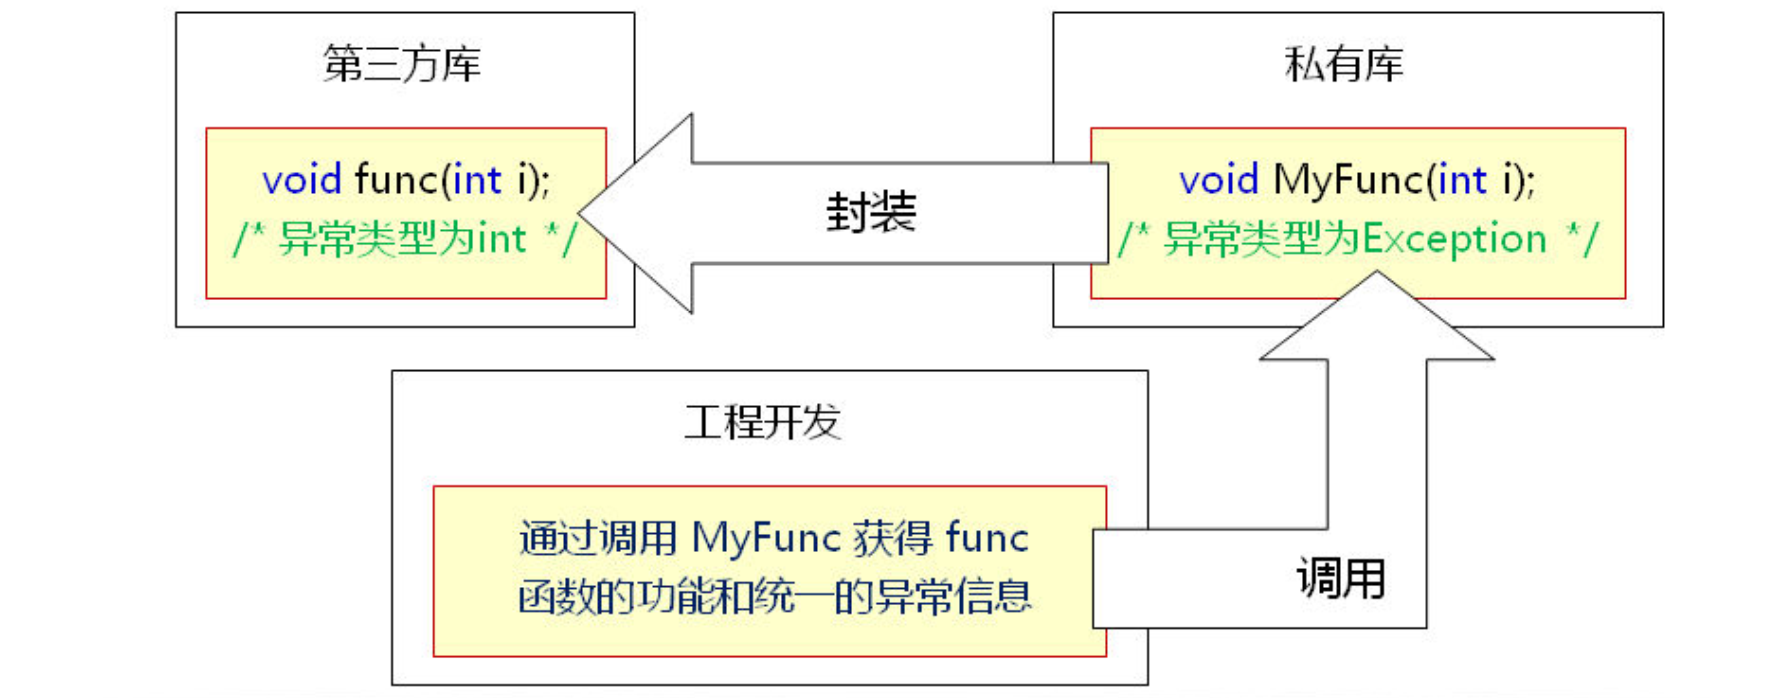 第三方库
void func(int i);
/* 异常类型为int */
封装
私有库
void MyFunc(int i);
/* 异常类型为Exception */
工程开发
通过调用 MyFunc 获得 func
函数的功能和统一的异常信息
调用